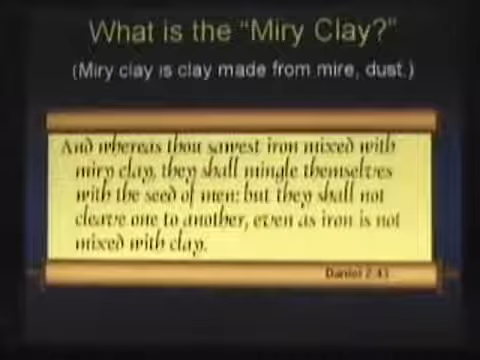 What is the “Miry Clay?”
(Miry clay is clay made from mire, dust.)
And whereas thou sawest iron mixed with
miry clay, they shall mingle themselves
with the seed of men: but they shall not
cleave one to another, even as iron is not
mixed with clay.
Daniel 2:43